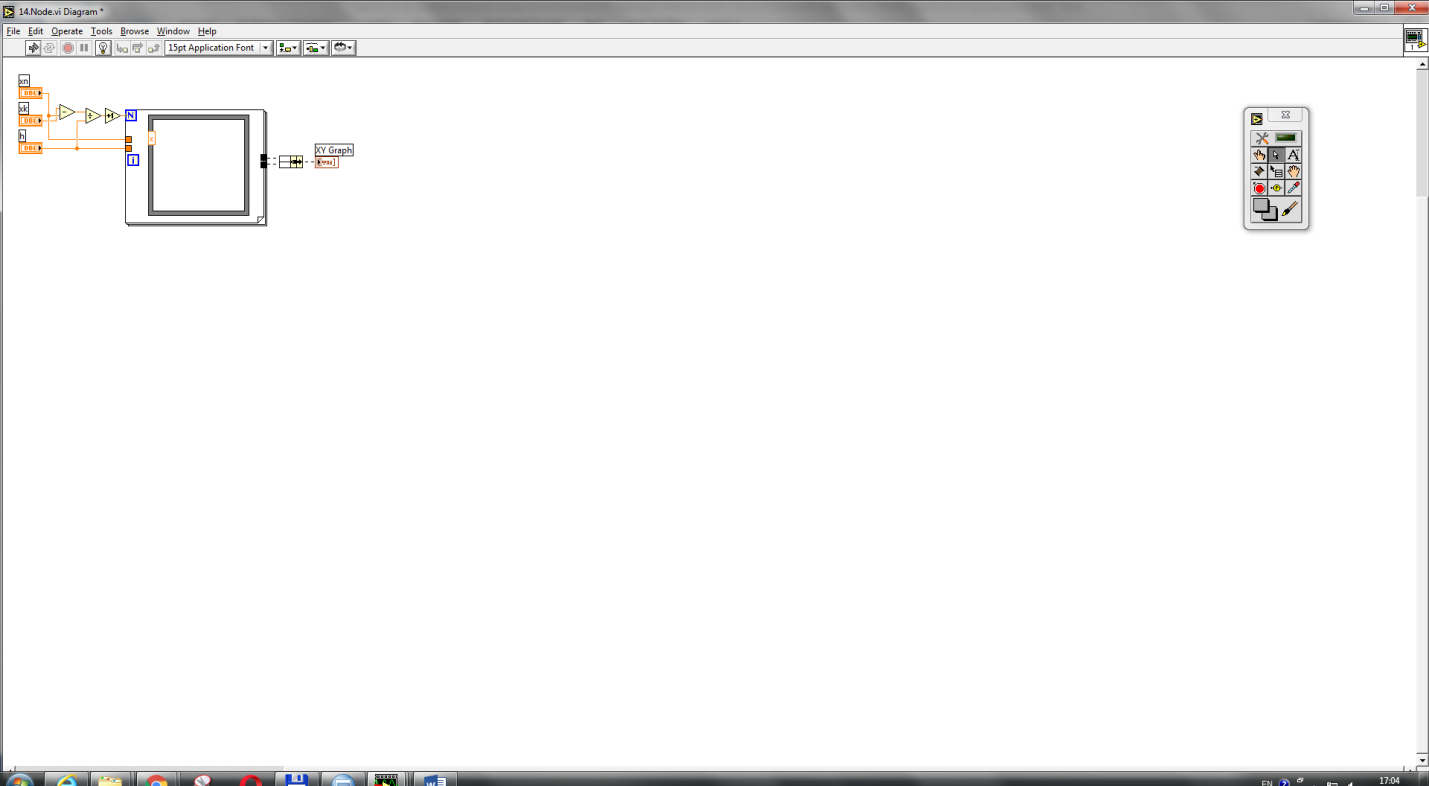 14.Node.vi Diagram *
File Edit Operate Tools Browse Window Help
15pt Application Font
1
xn
DBL
xk
DBL
h
DBL
N
x
i
XY Graph
A
EN
17:04